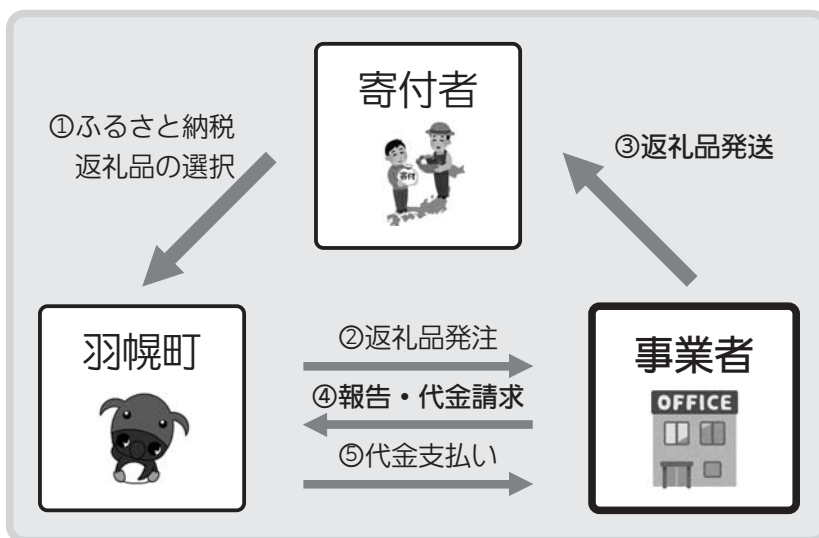 寄付者
寄付
①ふるさと納税
返礼品の選択
③返礼品発送
羽幌町
②返礼品発注
④報告・代金請求
⑤代金支払い
事業者
OFFICE